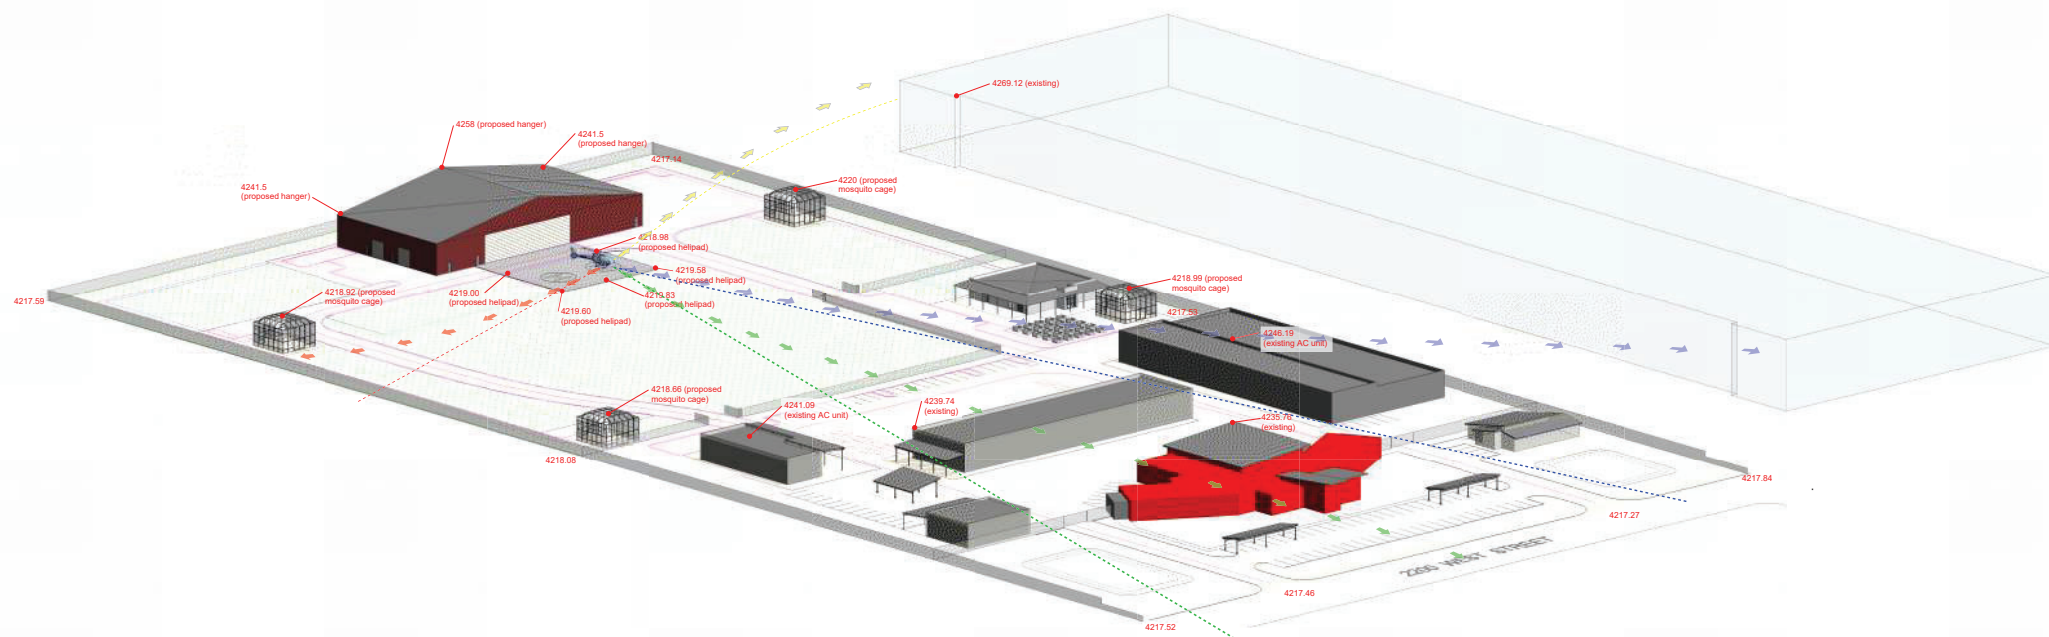 4269.12 (existing)
4258 (proposed hanger)
4241.5
(proposed hanger)
4217.14
4241.5
(proposed hanger)
4220 (proposed
mosquito cage)
4218.98
(proposed helipad)
4219.58
(proposed helipad)
4219.83
(proposed helipad)
4219.00
(proposed helipad)
4219.60
(proposed helipad)
4217.59
4218.92 (proposed
mosquito cage)
4218.99 (proposed
mosquito cage)
4217.53
4246.19
(existing AC unit)
4218.66 (proposed
mosquito cage)
4241.09
(existing AC unit)
4239.74
(existing)
4235.76
(existing)
4218.08
4217.84
4217.27
2200 WEST STREET
4217.46
4217.52